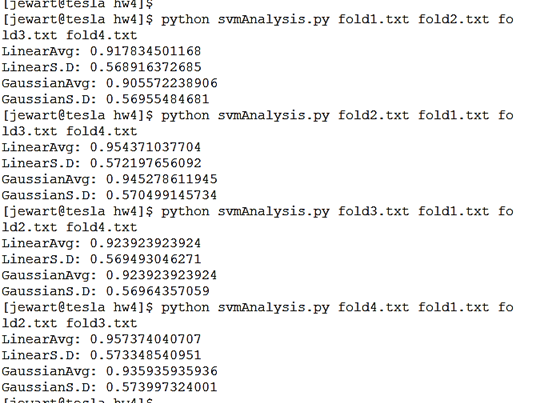 [jewart@tesla hw4]$
[jewart@tesla hw4]$ python svmAnalysis.py fold1.txt fold2.txt fo
ld3.txt fold4.txt
LinearAvg: 0.917834501168
LinearS.D: 0.568916372685
GaussianAvg: 0.905572238906
GaussianS.D: 0.56955484681
[jewart@tesla hw4]$ python svmAnalysis.py fold2.txt fold1.txt fo
ld3.txt fold4.txt
LinearAvg: 0.954371037704
LinearS.D: 0.572197656092
GaussianAvg: 0.945278611945
GaussianS.D: 0.570499145734
[jewart@tesla hw4]$ python svmAnalysis.py fold3.txt fold1.txt fo
ld2.txt fold4.txt
LinearAvg: 0.923923923924
LinearS.D: 0.569493046271
GaussianAvg: 0.923923923924
GaussianS.D: 0.56964357059
[jewart@tesla hw4]$ python svmAnalysis.py fold4.txt fold1.txt fo
ld2.txt fold3.txt
LinearAvg: 0.957374040707
LinearS.D: 0.573348540951
GaussianAvg: 0.935935935936
GaussianS.D: 0.573997324001
[jewart@tesla hw4]$